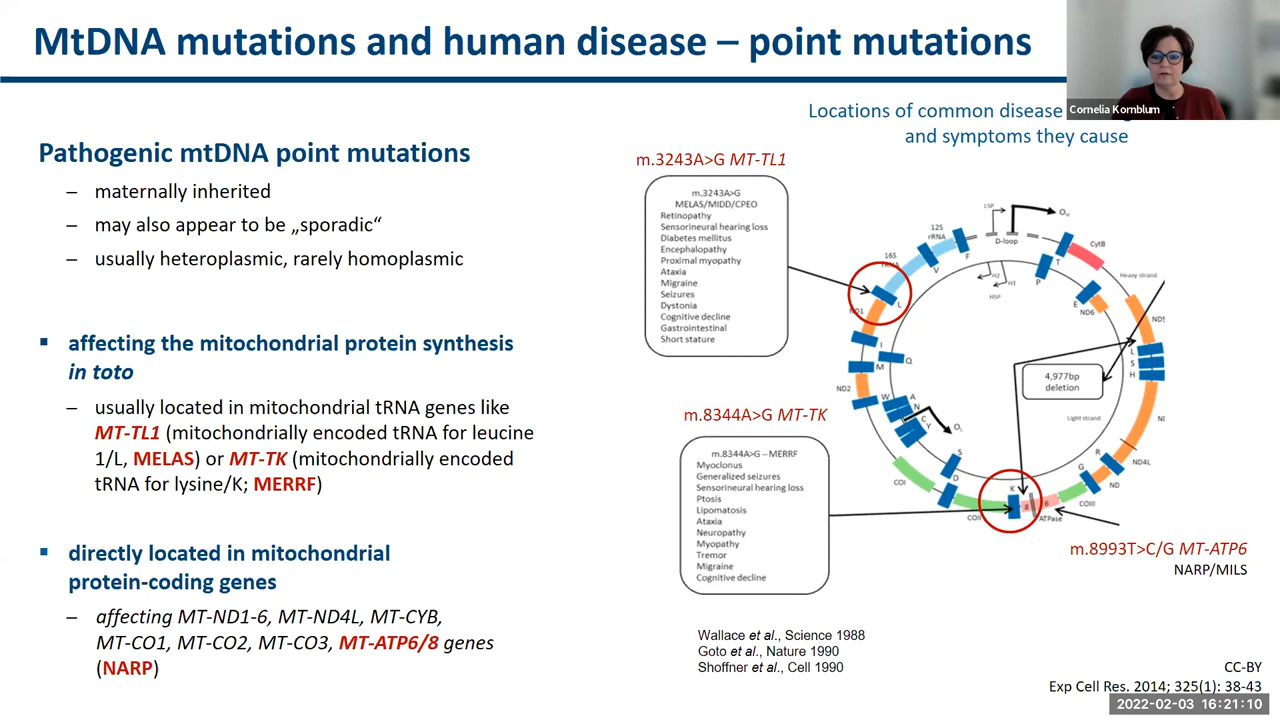 MtDNA mutations and human disease – point mutations
Cornelia Kornblum
Locations of common disease
and symptoms they cause
Pathogenic mtDNA point mutations
– maternally inherited
– may also appear to be „sporadic“
– usually heteroplasmic, rarely homoplasmic
▪ affecting the mitochondrial protein synthesis
in toto
– usually located in mitochondrial tRNA genes like
MT-TL1 (mitochondrially encoded tRNA for leucine
1/L, MELAS) or MT-TK (mitochondrially encoded
tRNA for lysine/K; MERRF)
▪ directly located in mitochondrial
protein-coding genes
– affecting MT-ND1-6, MT-ND4L, MT-CYB,
MT-CO1, MT-CO2, MT-CO3, MT-ATP6/8 genes
(NARP)
m.3243A>G MT-TL1
m.3243A>G
MELAS/MIDD/CPEO
Retinopathy
Sensorineural hearing loss
Diabetes mellitus
Encephalopathy
Proximal myopathy
Ataxia
Migraine
Seizures
Dystonia
Cognitive decline
Gastrointestinal
Short stature
m.8344A>G MT-TK
m.8344A>G – MERRF
Myoclonus
Generalized seizures
Sensorineural hearing loss
Ptosis
Lipomatosis
Ataxia
Neuropathy
Myopathy
Tremor
Migraine
Cognitive decline
LSP
OH
D-loop
12S
rRNA
F
V
16S
rRNA
L
ND1
I
M
Q
ND2
W
A
N
C
Y
OL
S
D
COI
COII
K
8
6
ATPase
COIII
G
R
ND
ND4L
H
S
L
ND5
Heavy strand
Light strand
ND6
E
P
T
CytB
H2
H1
HSP
4,977bp
deletion
m.8993T>C/G MT-ATP6
NARP/MILS
Wallace et al., Science 1988
Goto et al., Nature 1990
Shoffner et al., Cell 1990
CC-BY
Exp Cell Res. 2014; 325(1): 38-43
2022-02-03 16:21:10